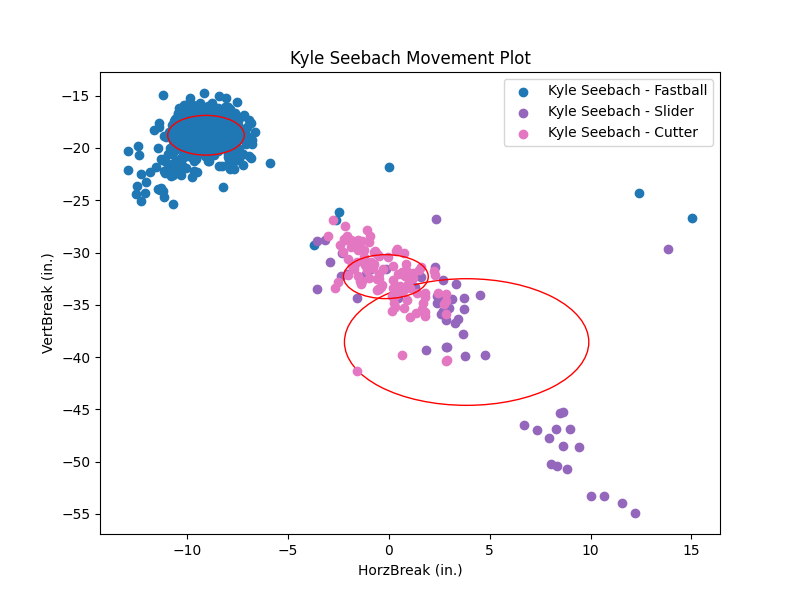 Kyle Seebach Movement Plot
Kyle Seebach - Fastball
Kyle Seebach - Slider
Kyle Seebach - Cutter
VertBreak (in.)
−15
−20
−25
−30
−35
−40
−45
−50
−55
−10
−5
0
5
10
15
HorzBreak (in.)